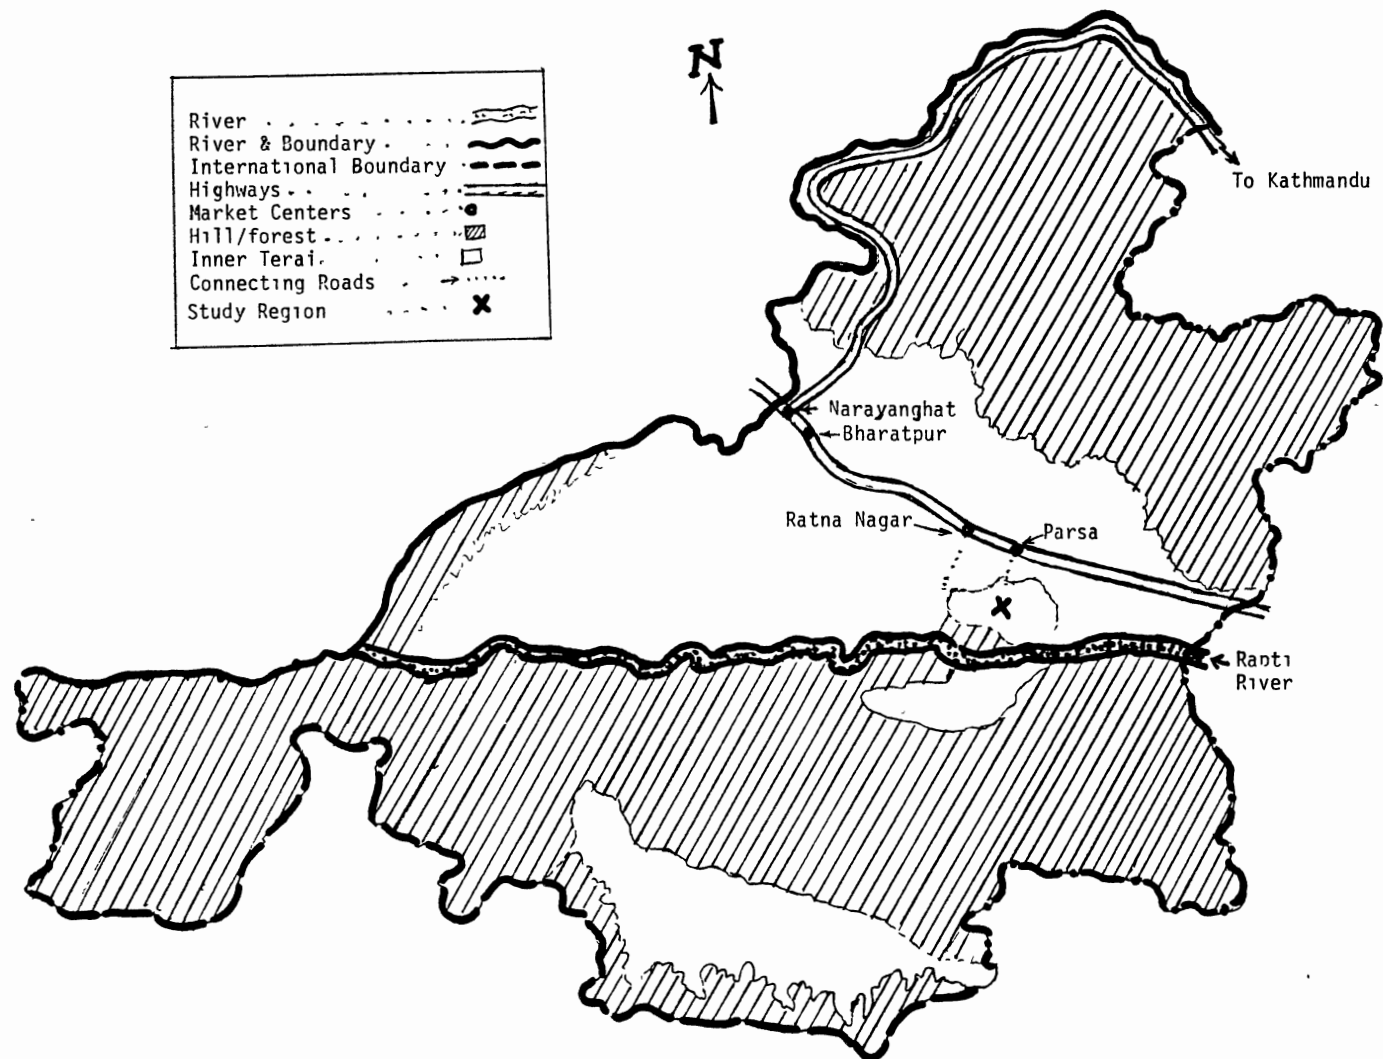 N
River
River & Boundary
International Boundary
Highways
Market Centers
Hill/forest
Inner Terai
Connecting Roads
Study Region
To Kathmandu
Narayanghat
Bharatpur
Ratna Nagar
Parsa
Rapti
River